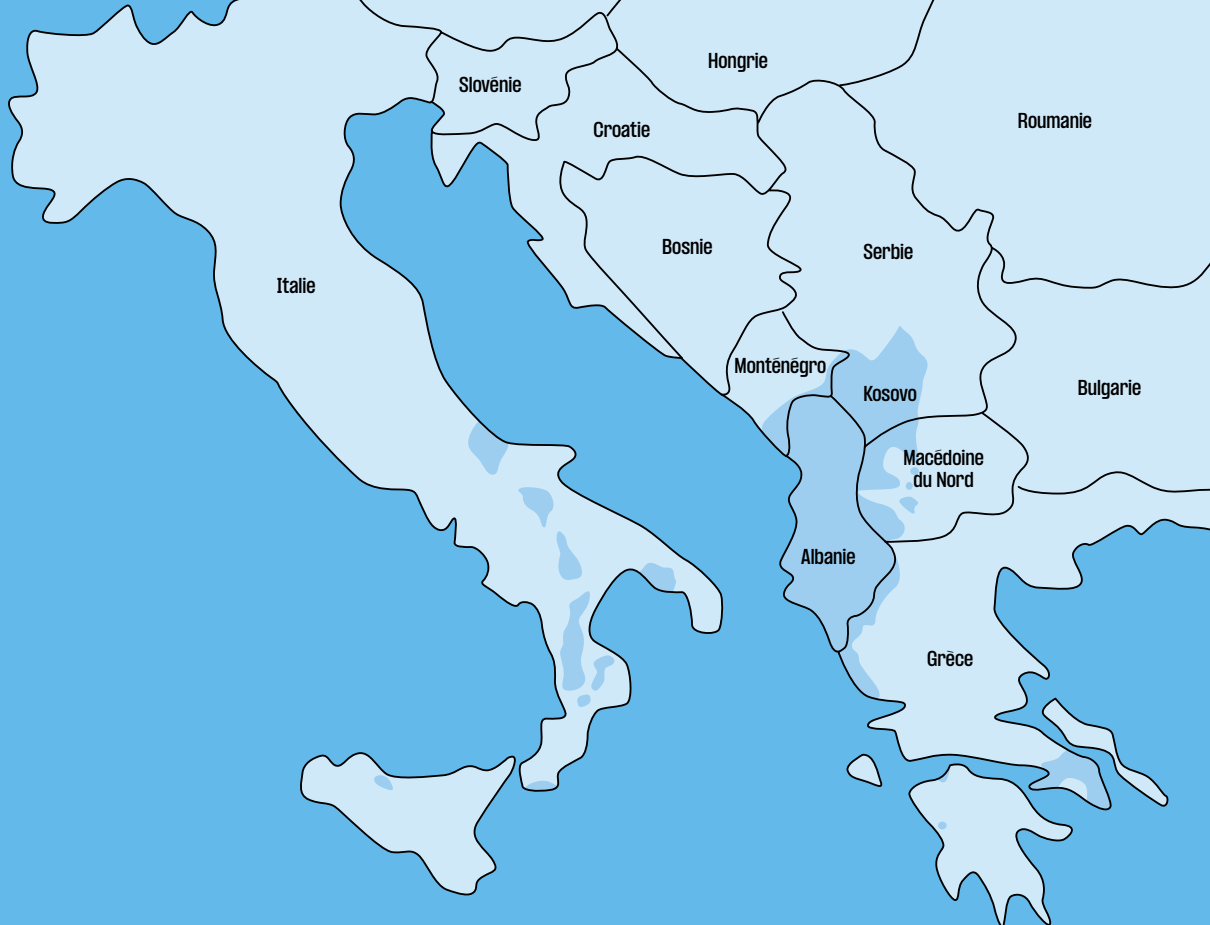 Hongrie
Slovénie
Roumanie
Croatie
Bosnie
Serbie
Italie
Monténégro
Kosovo
Bulgarie
Macédoine
du Nord
Albanie
Grèce